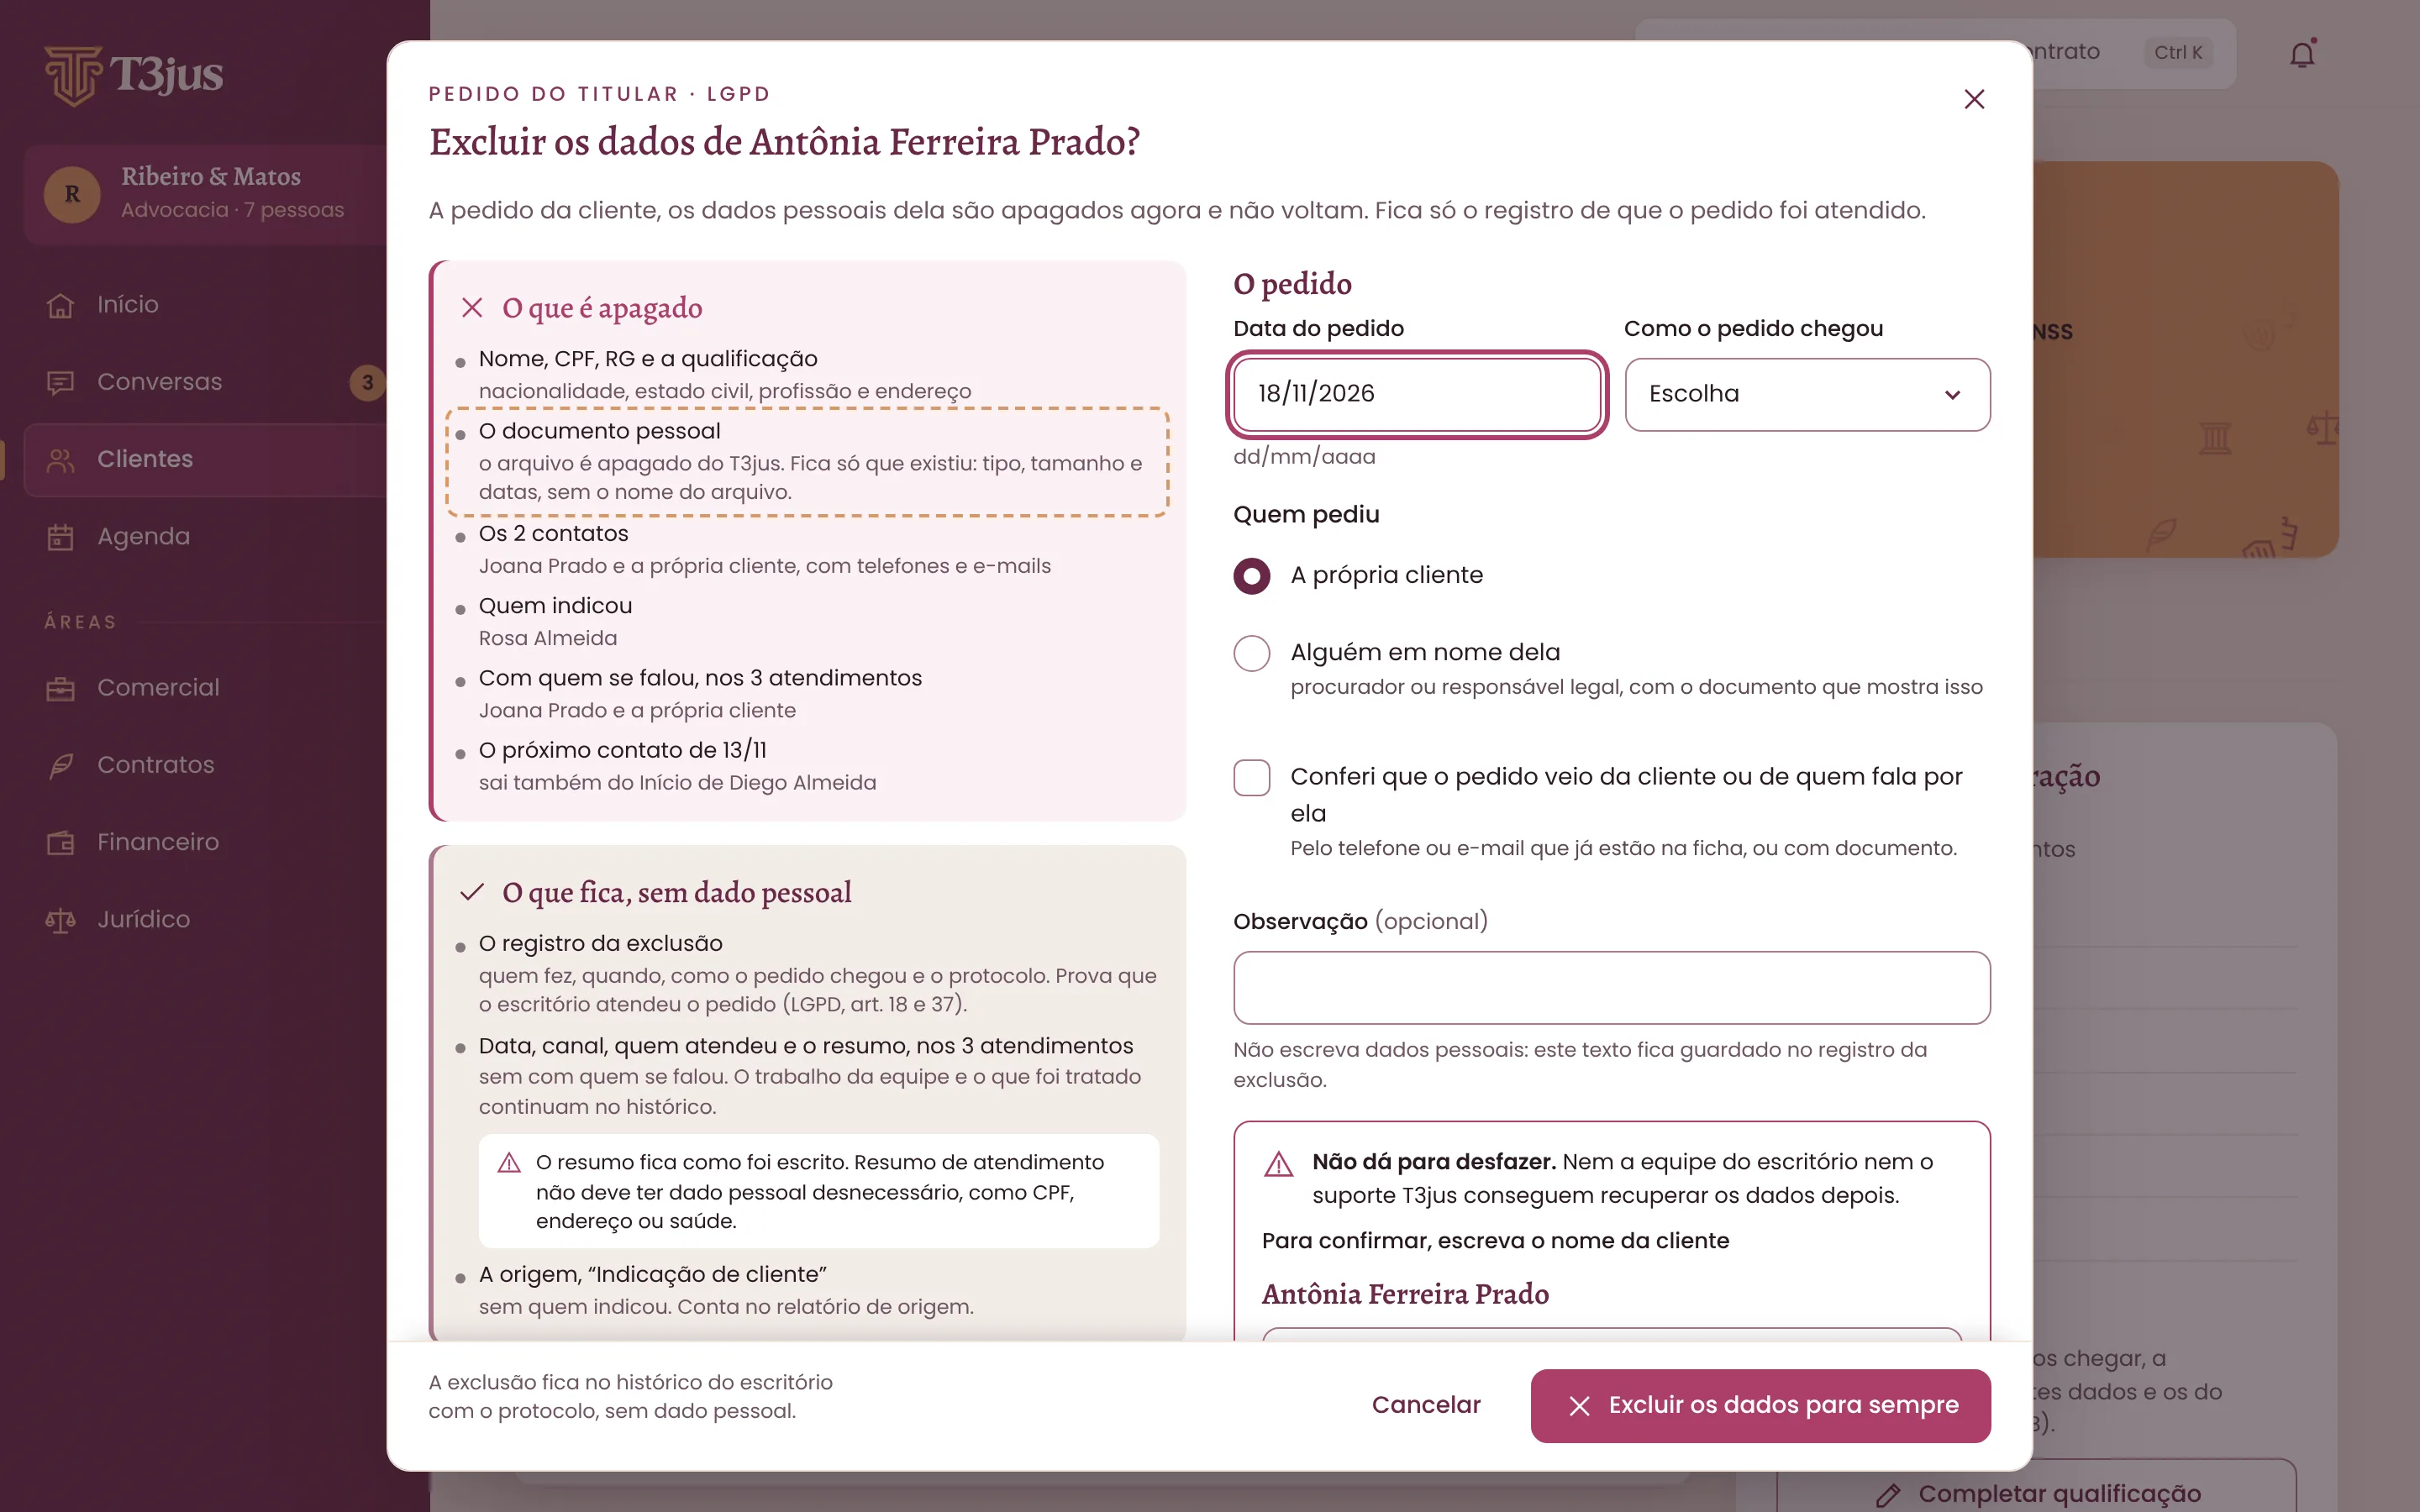 T3jus
R
Ribeiro & Matos
Advocacia · 7 pessoas
Início
Conversas
3
Clientes
Agenda
ÁREAS
Comercial
Contratos
Financeiro
Jurídico
PEDIDO DO TITULAR · LGPD
Excluir os dados de Antônia Ferreira Prado?
A pedido da cliente, os dados pessoais dela são apagados agora e não voltam. Fica só o registro de que o pedido foi atendido.
O que é apagado
Nome, CPF, RG e a qualificação
nacionalidade, estado civil, profissão e endereço
O documento pessoal
o arquivo é apagado do T3jus. Fica só que existiu: tipo, tamanho e
datas, sem o nome do arquivo.
Os 2 contatos
Joana Prado e a própria cliente, com telefones e e-mails
Quem indicou
Rosa Almeida
Com quem se falou, nos 3 atendimentos
Joana Prado e a própria cliente
O próximo contato de 13/11
sai também do Início de Diego Almeida
O que fica, sem dado pessoal
O registro da exclusão
quem fez, quando, como o pedido chegou e o protocolo. Prova que
o escritório atendeu o pedido (LGPD, art. 18 e 37).
Data, canal, quem atendeu e o resumo, nos 3 atendimentos
sem com quem se falou. O trabalho da equipe e o que foi tratado
continuam no histórico.
O resumo fica como foi escrito. Resumo de atendimento
não deve ter dado pessoal desnecessário, como CPF,
endereço ou saúde.
A origem, “Indicação de cliente”
sem quem indicou. Conta no relatório de origem.
O pedido
Data do pedido
18/11/2026
dd/mm/aaaa
Como o pedido chegou
Escolha
Quem pediu
A própria cliente
Alguém em nome dela
procurador ou responsável legal, com o documento que mostra isso
Conferi que o pedido veio da cliente ou de quem fala por
ela
Pelo telefone ou e-mail que já estão na ficha, ou com documento.
Observação (opcional)
Não escreva dados pessoais: este texto fica guardado no registro da
exclusão.
Não dá para desfazer. Nem a equipe do escritório nem o
suporte T3jus conseguem recuperar os dados depois.
Para confirmar, escreva o nome da cliente
Antônia Ferreira Prado
A exclusão fica no histórico do escritório
com o protocolo, sem dado pessoal.
Cancelar
Excluir os dados para sempre
ontrato
Ctrl K
NSS
ração
ntos
os chegar, a
tes dados e os do
3).
Completar qualificação